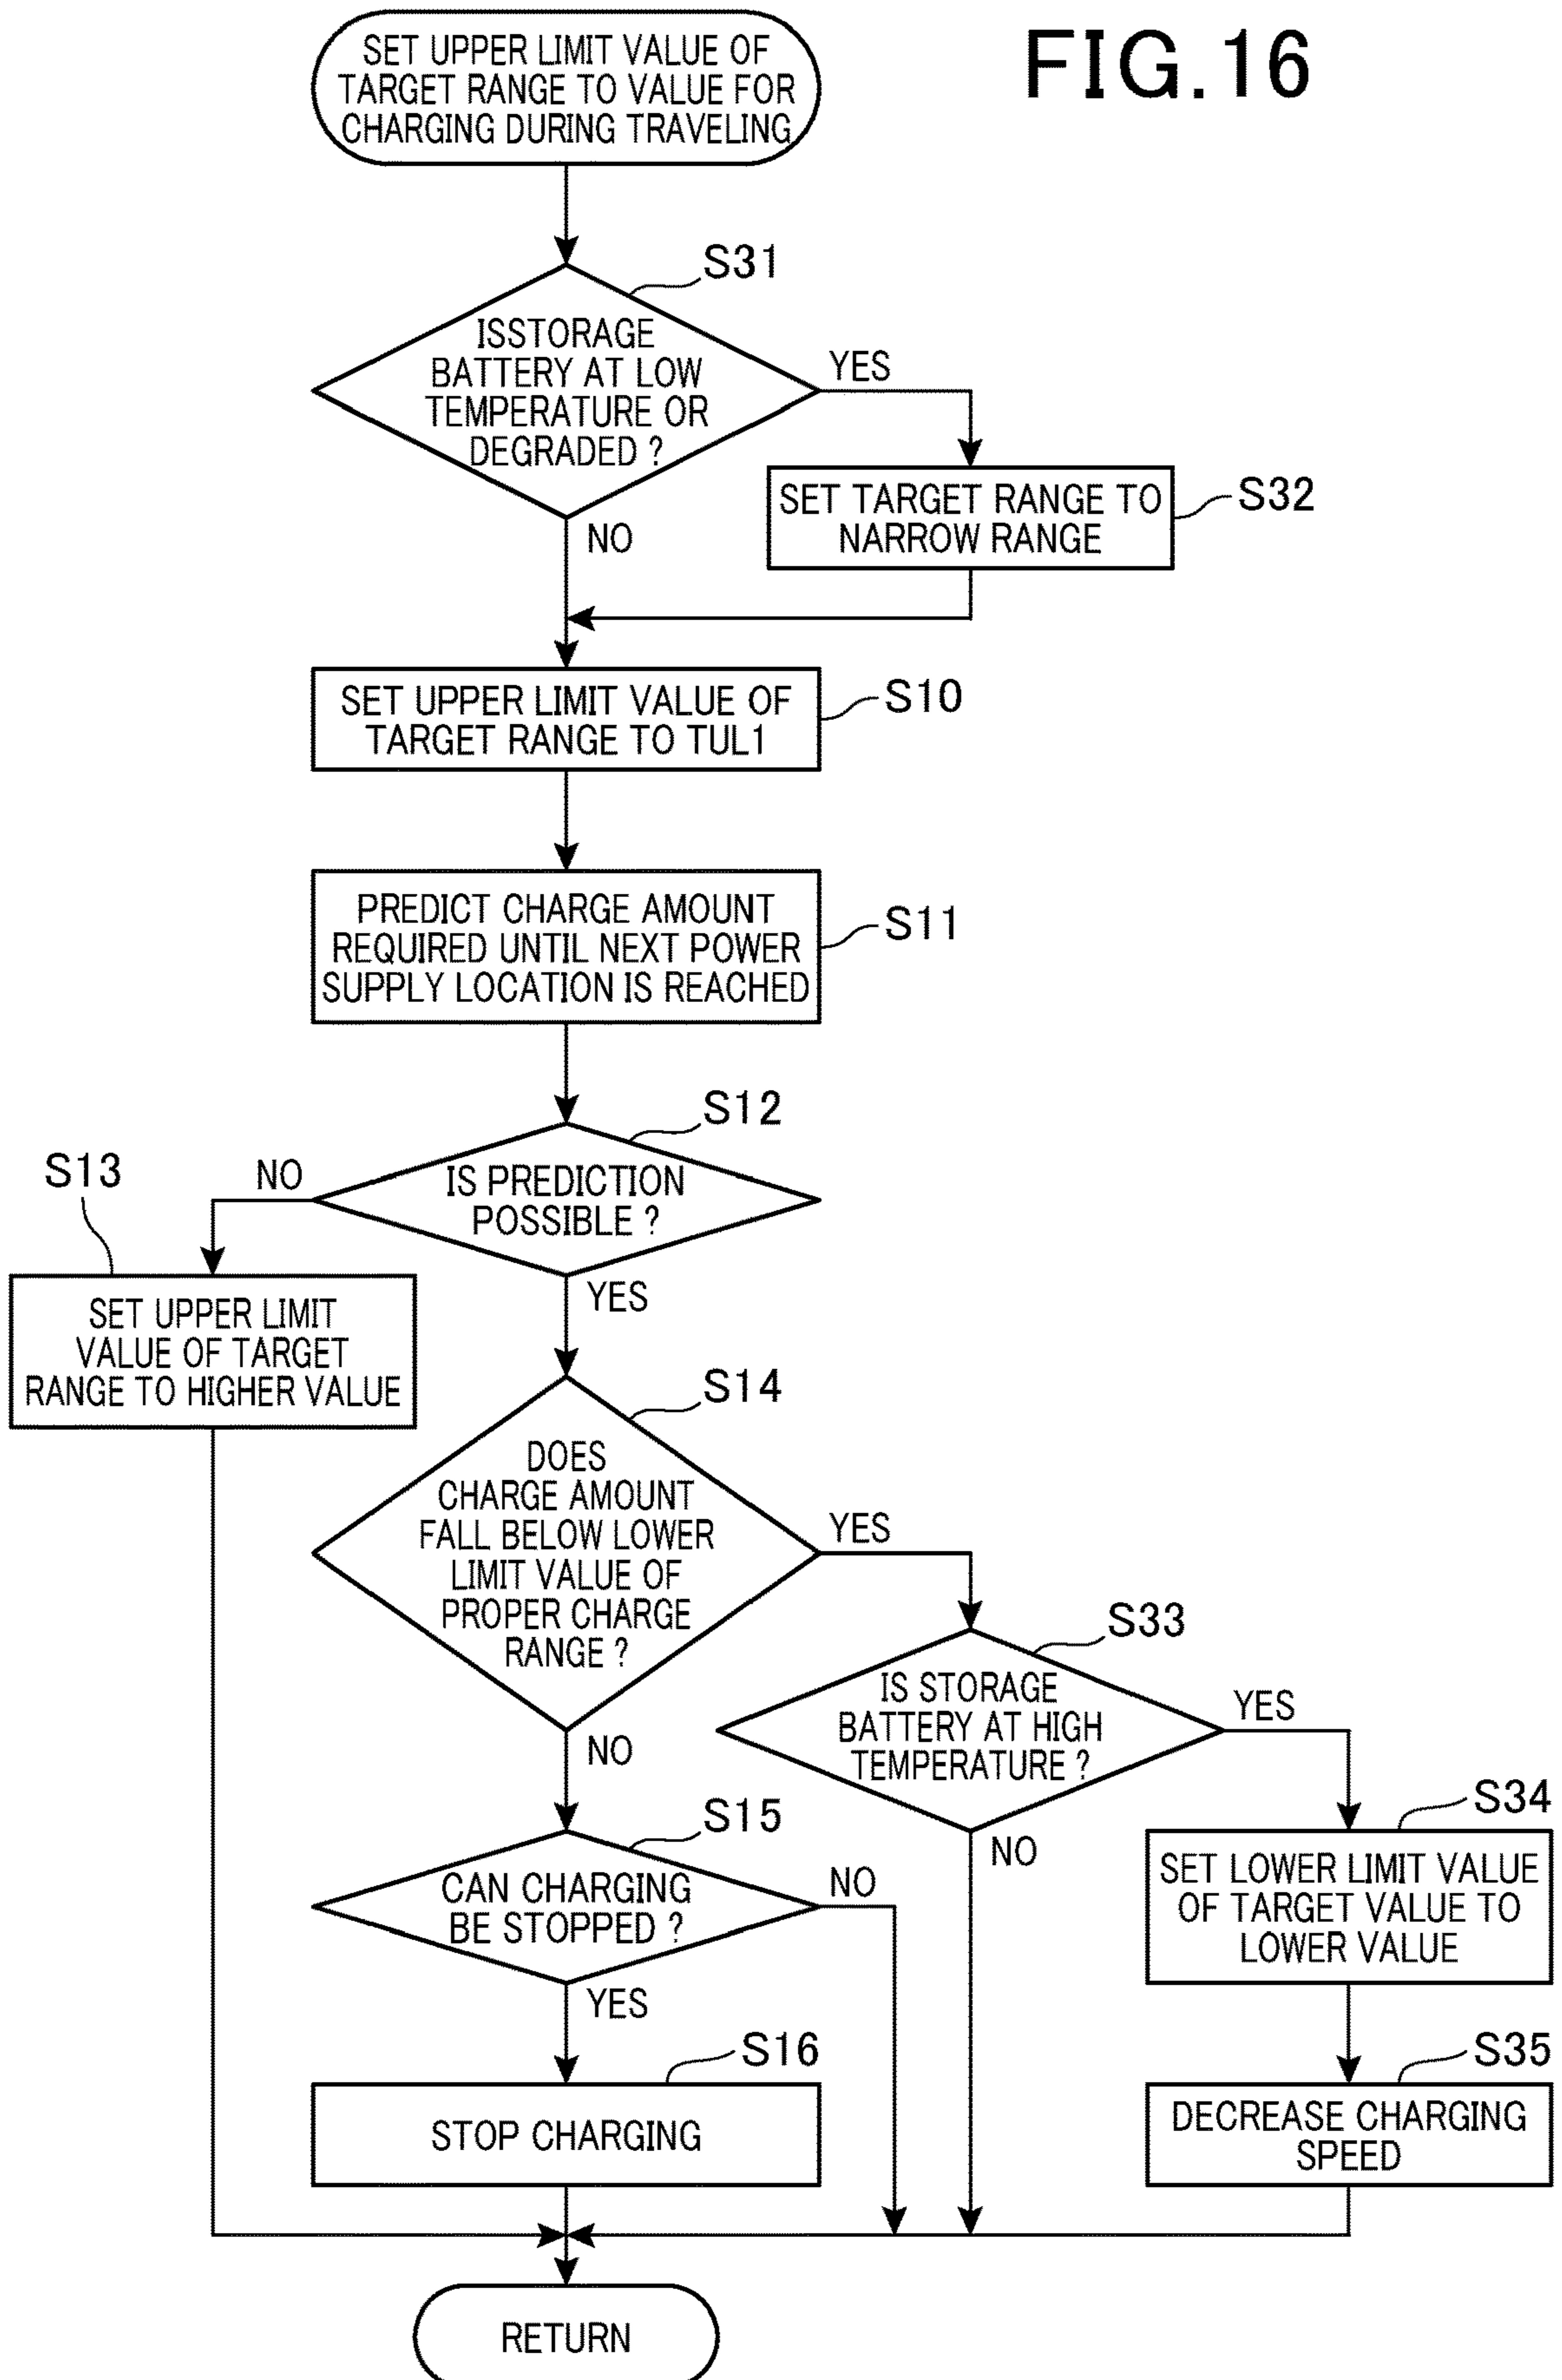 FIG.16
SET UPPER LIMIT VALUE OF
TARGET RANGE TO VALUE FOR
CHARGING DURING TRAVELING
S31
ISSTORAGE
BATTERY AT LOW
TEMPERATURE OR
DEGRADED ?
YES
NO
SET TARGET RANGE TO
NARROW RANGE
S32
SET UPPER LIMIT VALUE OF
TARGET RANGE TO TUL1
S10
PREDICT CHARGE AMOUNT
REQUIRED UNTIL NEXT POWER
SUPPLY LOCATION IS REACHED
S11
S12
IS PREDICTION
POSSIBLE ?
NO
YES
S13
SET UPPER LIMIT
VALUE OF TARGET
RANGE TO HIGHER VALUE
S14
DOES
CHARGE AMOUNT
FALL BELOW LOWER
LIMIT VALUE OF
PROPER CHARGE
RANGE ?
YES
NO
S33
IS STORAGE
BATTERY AT HIGH
TEMPERATURE ?
YES
NO
S34
SET LOWER LIMIT VALUE
OF TARGET VALUE TO
LOWER VALUE
S15
CAN CHARGING
BE STOPPED ?
NO
YES
S16
STOP CHARGING
S35
DECREASE CHARGING
SPEED
RETURN